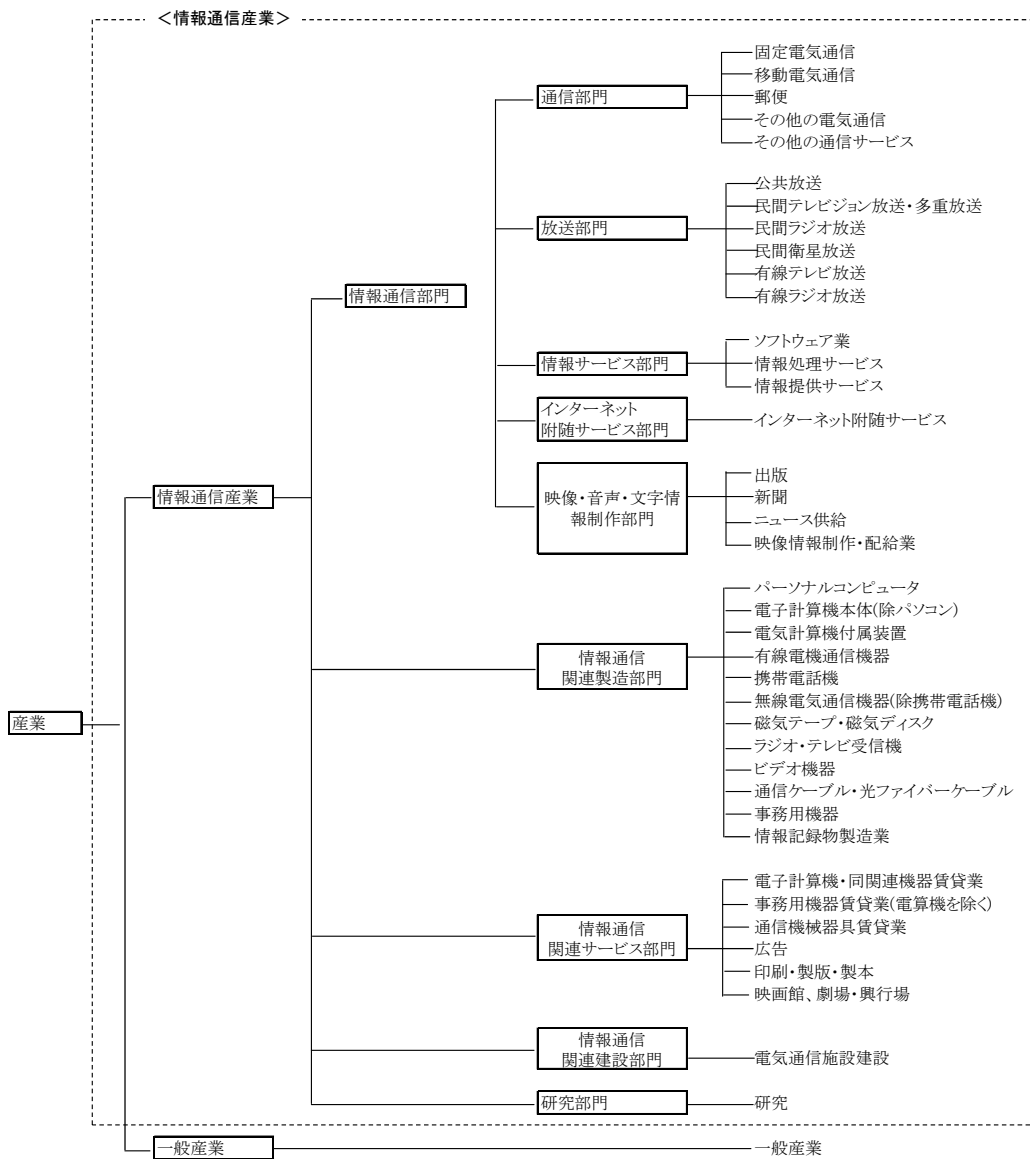 ＜情報通信産業＞
固定電気通信
移動電気通信
通信部門
郵便
その他の電気通信
その他の通信サービス
公共放送
民間テレビジョン放送・多重放送
放送部門
民間ラジオ放送
民間衛星放送
有線テレビ放送
有線ラジオ放送
情報通信部門
ソフトウェア業
情報サービス部門
情報処理サービス
情報提供サービス
インターネット
附随サービス部門
インターネット附随サービス
出版
情報通信産業
映像・音声・文字情
報制作部門
新聞
ニュース供給
映像情報制作・配給業
パーソナルコンピュータ
電子計算機本体(除パソコン)
電気計算機付属装置
情報通信
関連製造部門
有線電機通信機器
携帯電話機
無線電気通信機器(除携帯電話機)
産業
磁気テープ・磁気ディスク
ラジオ・テレビ受信機
ビデオ機器
通信ケーブル・光ファイバーケーブル
事務用機器
情報記録物製造業
電子計算機・同関連機器賃貸業
事務用機器賃貸業(電算機を除く)
情報通信
関連サービス部門
通信機械器具賃貸業
広告
印刷・製版・製本
映画館、劇場・興行場
情報通信
関連建設部門
電気通信施設建設
研究部門
研究
一般産業
一般産業